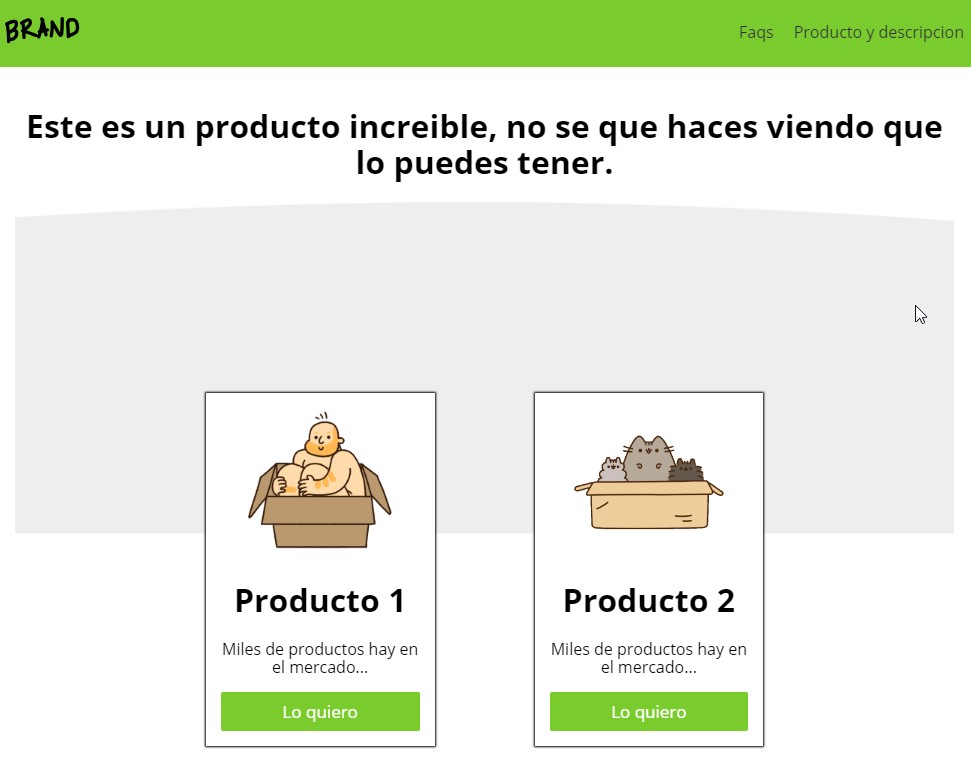 BRAND
Faqs
Producto y descripcion
Este es un producto increible, no se que haces viendo que
lo puedes tener.
Producto 1
Miles de productos hay en
el mercado...
Lo quiero
Producto 2
Miles de productos hay en
el mercado...
Lo quiero